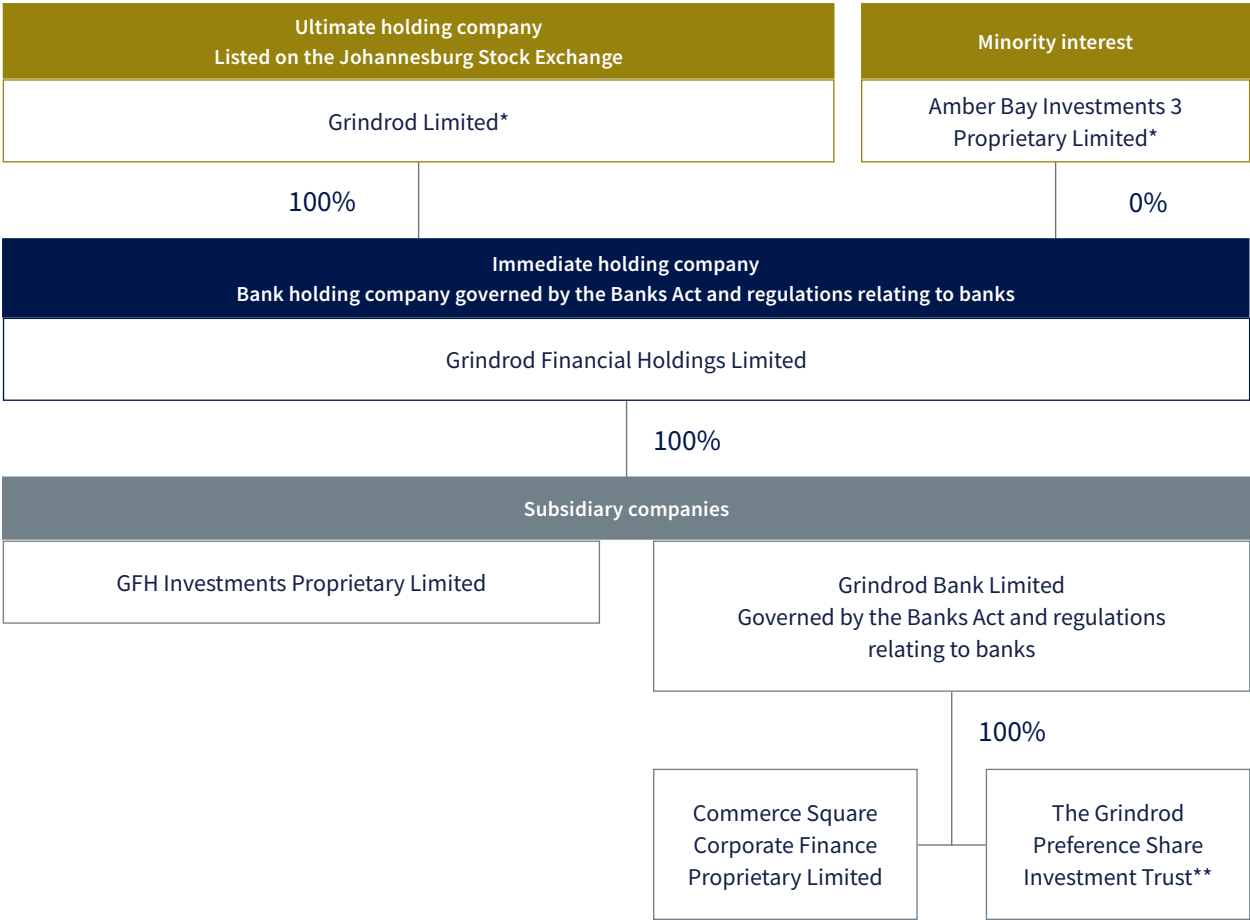 Ultimate holding company
Listed on the Johannesburg Stock Exchange
Grindrod Limited*
Minority interest
Amber Bay Investments 3
Proprietary Limited*
100%
0%
Immediate holding company
Bank holding company governed by the Banks Act and regulations relating to banks
Grindrod Financial Holdings Limited
100%
Subsidiary companies
GFH Investments Proprietary Limited
Grindrod Bank Limited
Governed by the Banks Act and regulations
relating to banks
100%
Commerce Square
Corporate Finance
Proprietary Limited
The Grindrod
Preference Share
Investment Trust**